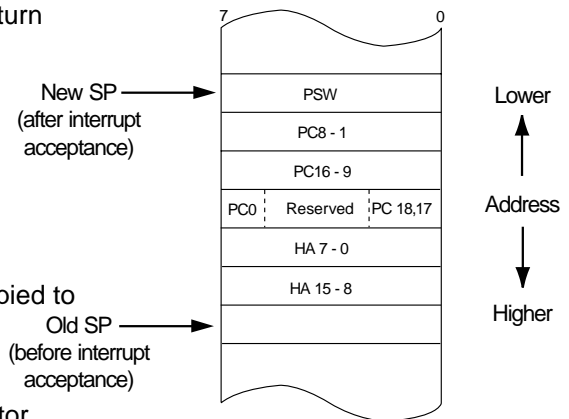 turn
7 0
New SP
(after interrupt
acceptance)
PSW
PC8 - 1
PC16 - 9
PC0 Reserved PC 18,17
HA 7 - 0
HA 15 - 8
Lower
Address
Higher
pied to
Old SP
(before interrupt
acceptance)
tor